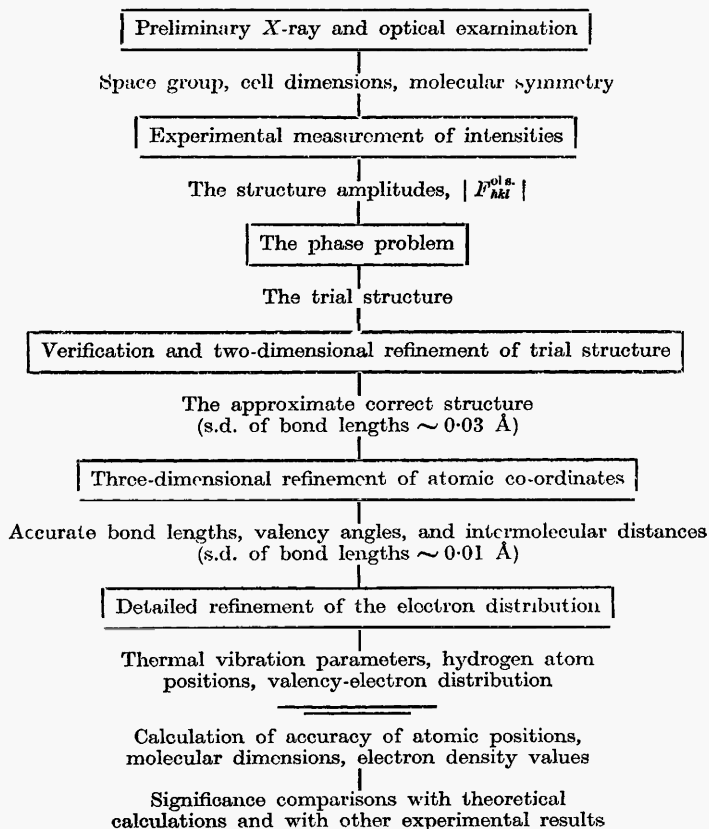 Preliminary X-ray and optical examination
Space group, cell dimensions, molecular symmetry
Experimental measurement of intensities
The structure amplitudes, | F^obs._hkl |
The phase problem
The trial structure
Verification and two-dimensional refinement of trial structure
The approximate correct structure
(s.d. of bond lengths ∼ 0·03 Å)
Three-dimensional refinement of atomic co-ordinates
Accurate bond lengths, valency angles, and intermolecular distances
(s.d. of bond lengths ∼ 0·01 Å)
Detailed refinement of the electron distribution
Thermal vibration parameters, hydrogen atom
positions, valency-electron distribution
Calculation of accuracy of atomic positions,
molecular dimensions, electron density values
Significance comparisons with theoretical
calculations and with other experimental results